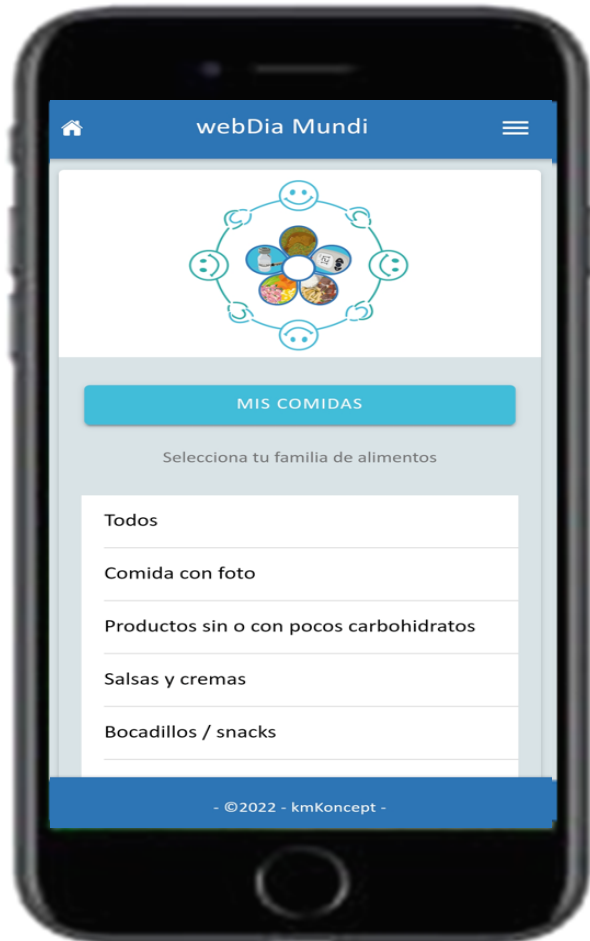 webDia Mundi
MIS COMIDAS
Selecciona tu familia de alimentos
Todos
Comida con foto
Productos sin o con pocos carbohidratos
Salsas y cremas
Bocadillos / snacks
- ©2022 - kmKoncept -